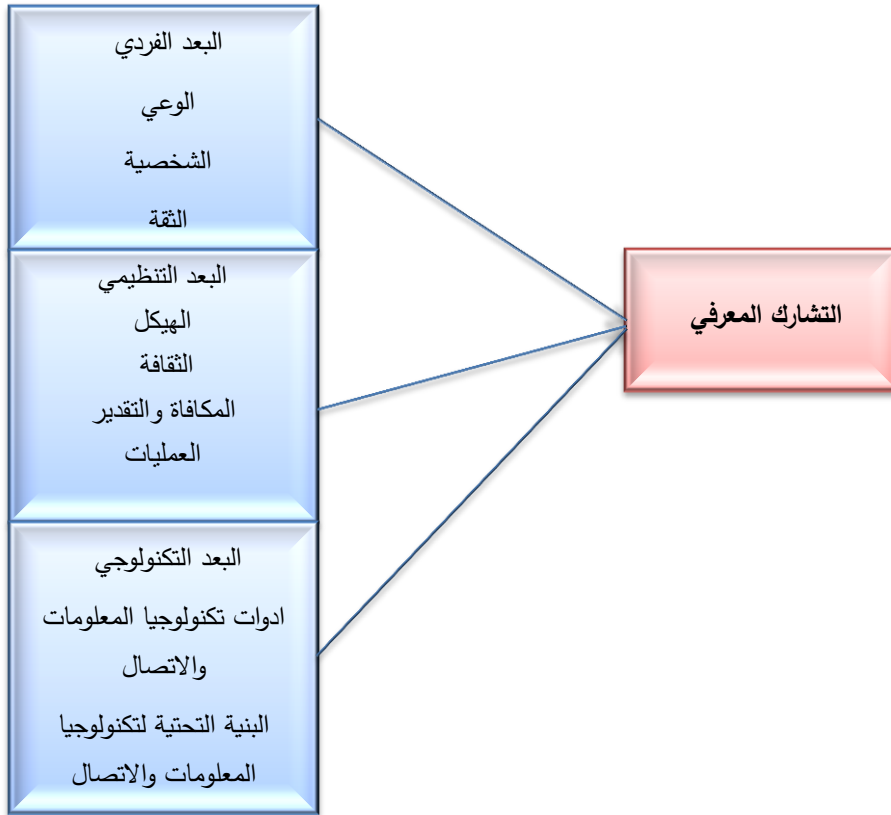 البعد الفردي
الوعي
الشخصية
الثقة
البعد التنظيمي
الهيكل
الثقافة
المكافاة والتقدير
العمليات
البعد التكنولوجي
ادوات تكنولوجيا المعلومات
والاتصال
البنية التحتية لتكنولوجيا
المعلومات والاتصال
التشارك المعرفي